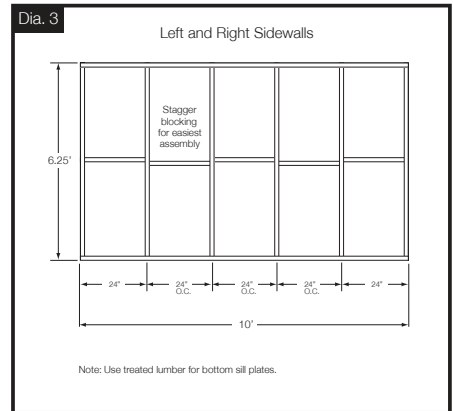 Dia. 3
Left and Right Sidewalls
Stagger
blocking
for easiest
assembly
6.25'
24"
24"
O.C.
24"
O.C.
24"
O.C.
24"
10'
Note: Use treated lumber for bottom sill plates.